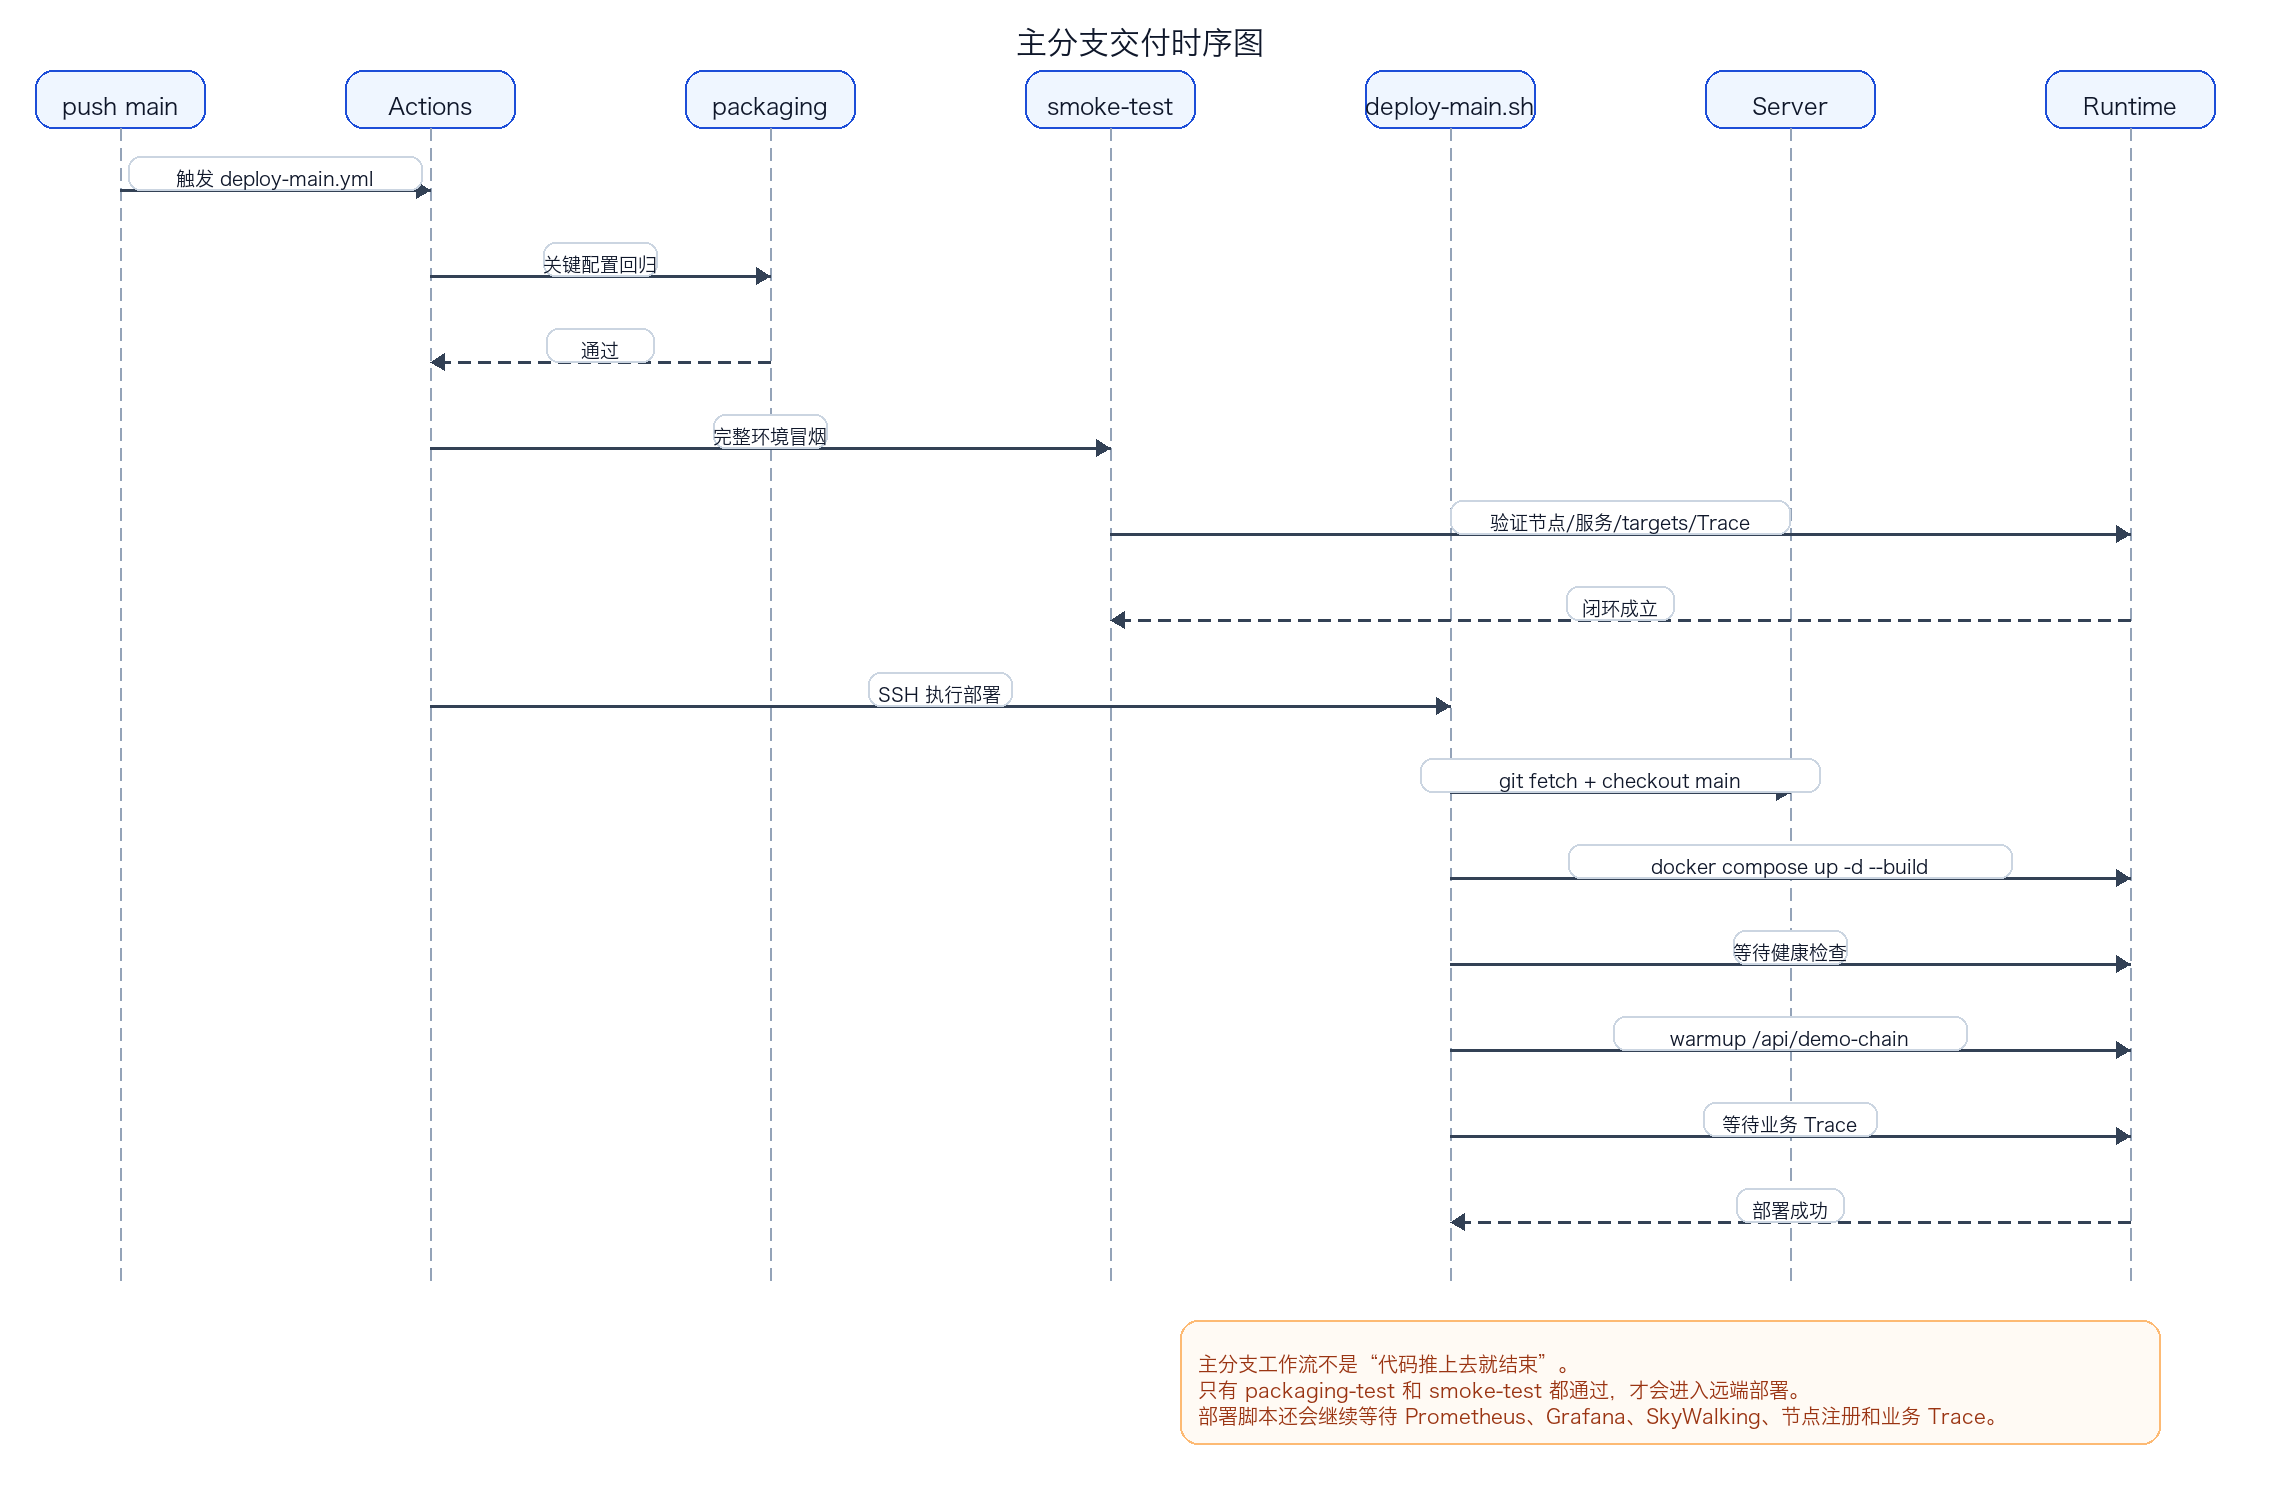 主分支交付时序图
push main
Actions
packaging
smoke-test
deploy-main.sh
Server
Runtime
触发 deploy-main.yml
关键配置回归
通过
完整环境冒烟
验证节点/服务/targets/Trace
闭环成立
SSH 执行部署
git fetch + checkout main
docker compose up -d --build
等待健康检查
warmup /api/demo-chain
等待业务 Trace
部署成功
主分支工作流不是“代码推上去就结束”。
只有 packaging-test 和 smoke-test 都通过，才会进入远端部署。
部署脚本还会继续等待 Prometheus、Grafana、SkyWalking、节点注册和业务 Trace。